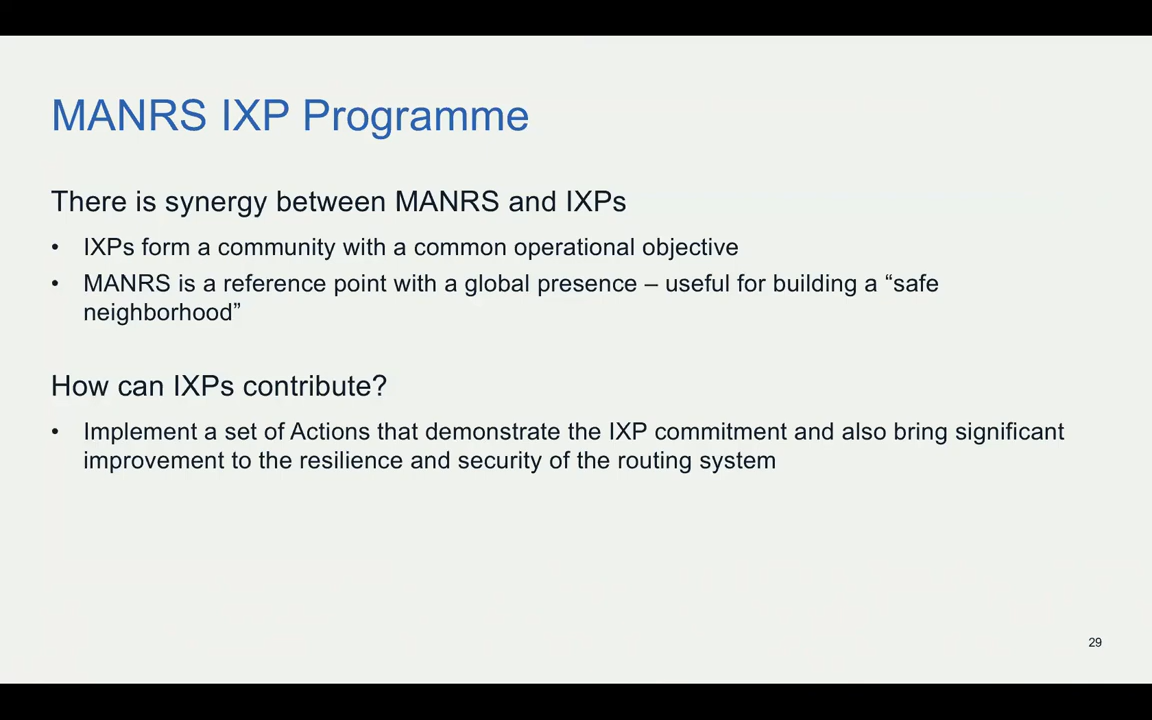 MANRS IXP Programme
There is synergy between MANRS and IXPs
• IXPs form a community with a common operational objective
• MANRS is a reference point with a global presence – useful for building a “safe
neighborhood”
How can IXPs contribute?
• Implement a set of Actions that demonstrate the IXP commitment and also bring significant
improvement to the resilience and security of the routing system
29